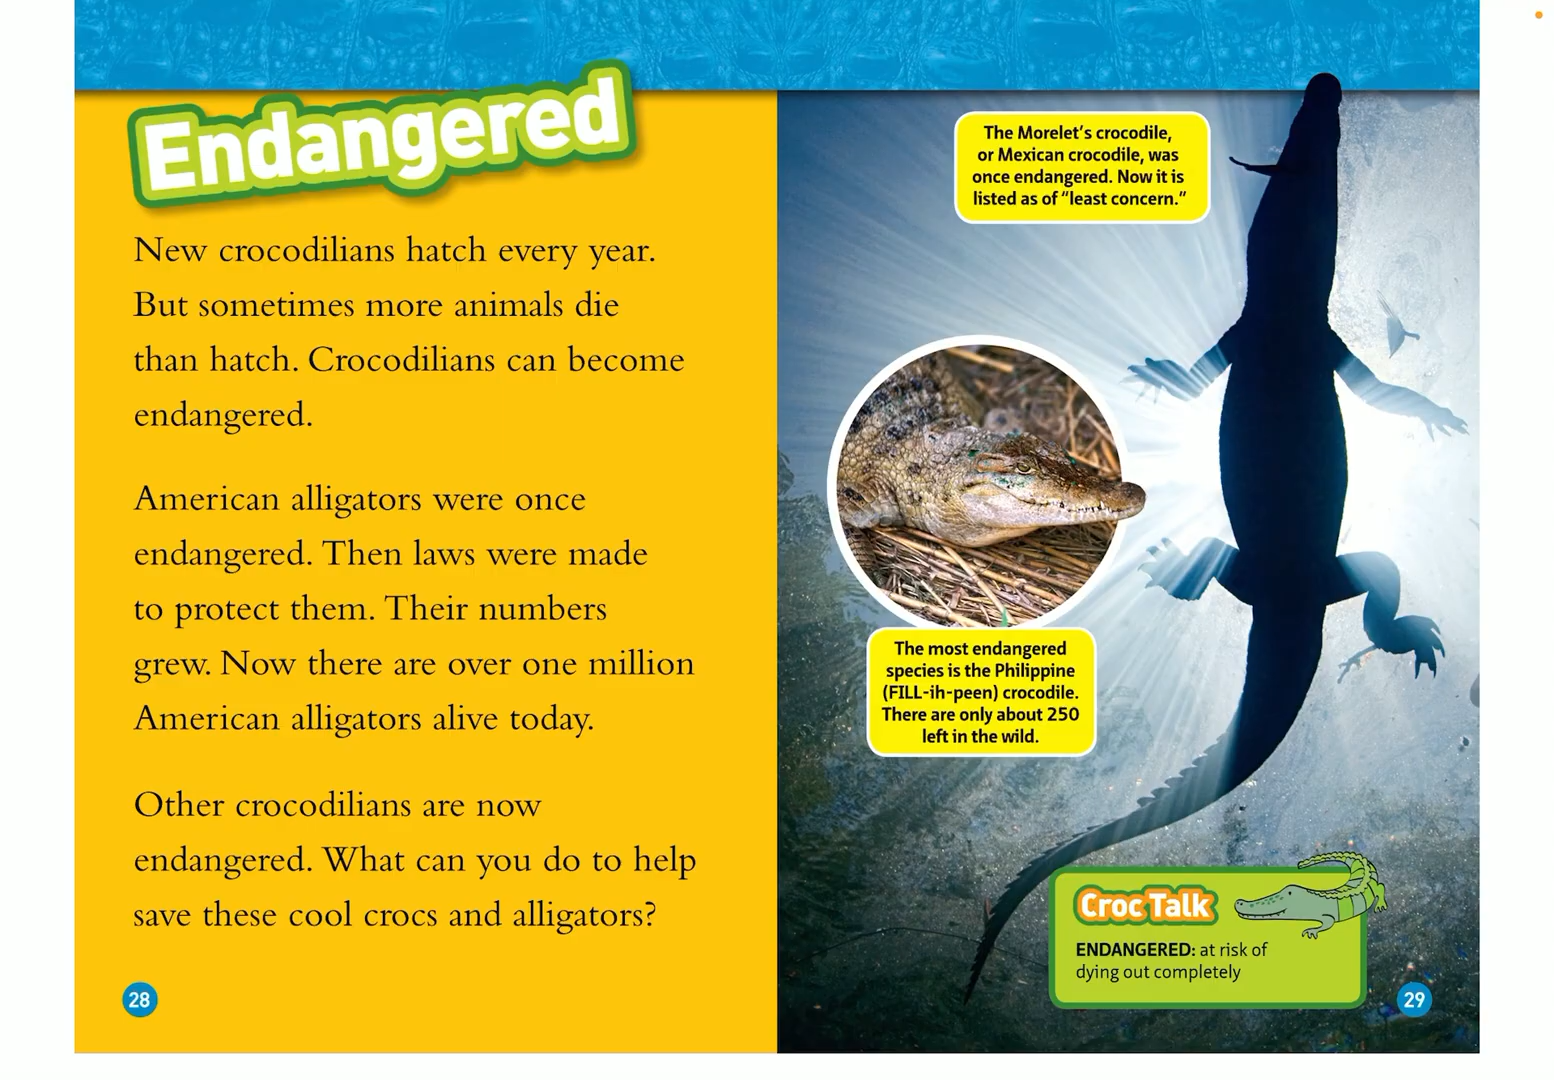 Endangered
New crocodilians hatch every year.
But sometimes more animals die
than hatch. Crocodilians can become
endangered.
American alligators were once
endangered. Then laws were made
to protect them. Their numbers
grew. Now there are over one million
American alligators alive today.
Other crocodilians are now
endangered. What can you do to help
save these cool crocs and alligators?
28
The Morelet's crocodile,
or Mexican crocodile, was
once endangered. Now it is
listed as of “least concern.”
The most endangered
species is the Philippine
(FILL-ih-peen) crocodile.
There are only about 250
left in the wild.
Croc Talk
ENDANGERED: at risk of
dying out completely
29